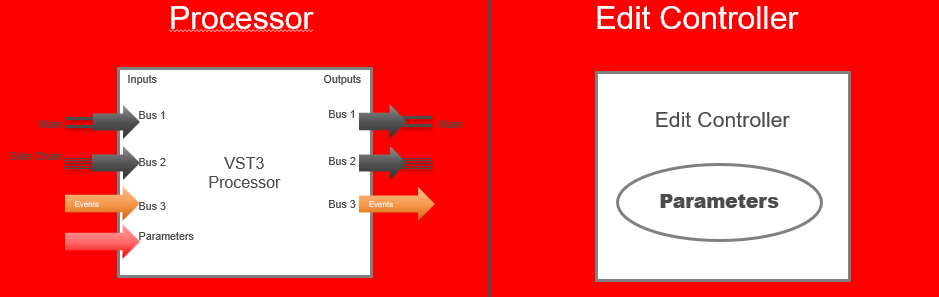 Processor
Edit Controller
Inputs
Outputs
Main
Bus 1
Bus 1
Main
Side Chain
Bus 2
VST3
Processor
Bus 2
Events
Bus 3
Bus 3
Events
Parameters
Edit Controller
Parameters